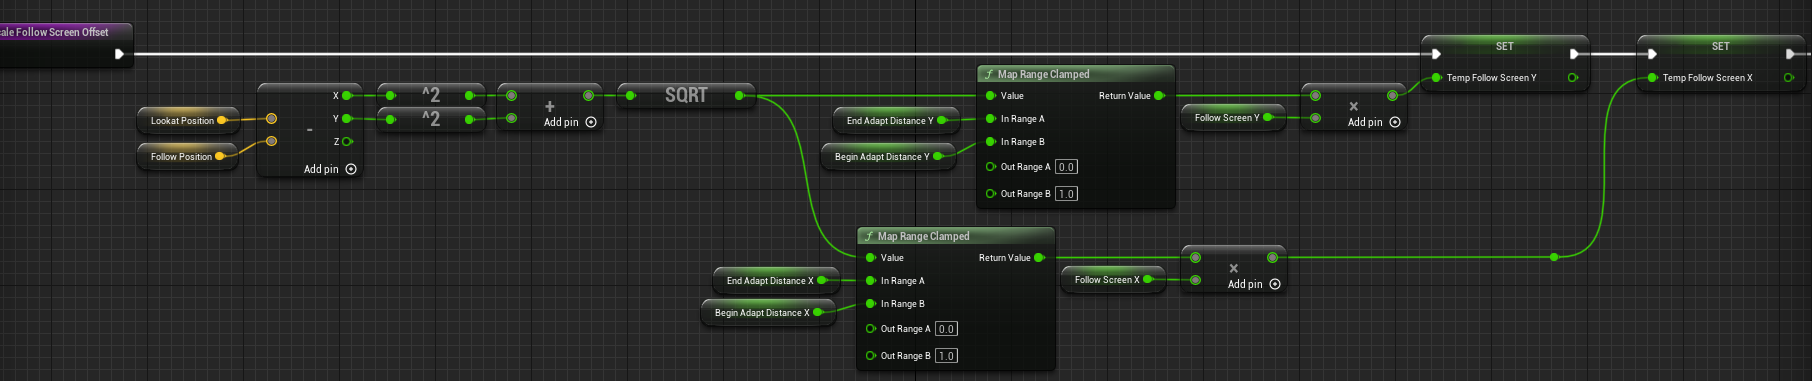 cale Follow Screen Offset
SET
SET
Temp Follow Screen Y
Temp Follow Screen X
Lookat Position
Follow Position
-
X
Y
Z
Add pin
^2
^2
+
Add pin
SQRT
End Adapt Distance Y
Begin Adapt Distance Y
f Map Range Clamped
Value
Return Value
In Range A
In Range B
Out Range A 0.0
Out Range B 1.0
Follow Screen Y
×
Add pin
End Adapt Distance X
Begin Adapt Distance X
f Map Range Clamped
Value
Return Value
In Range A
In Range B
Out Range A 0.0
Out Range B 1.0
Follow Screen X
×
Add pin